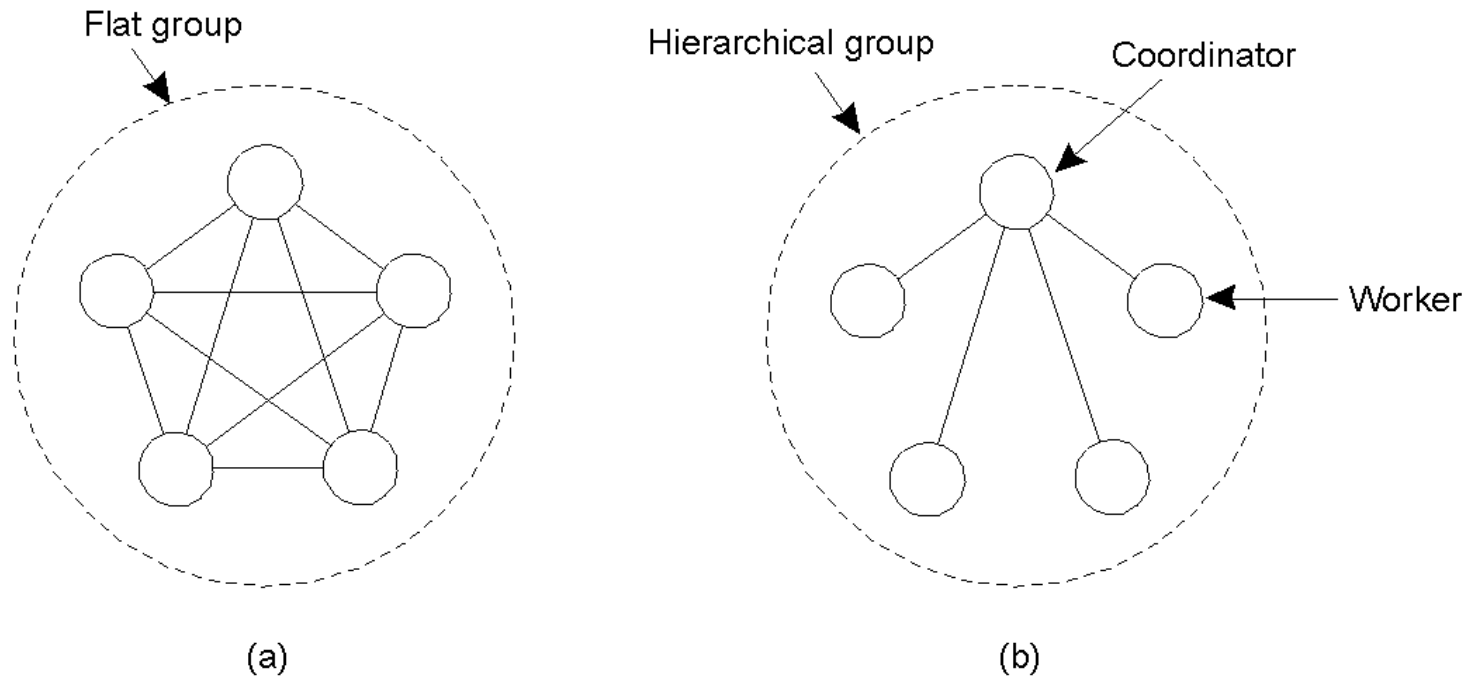 Flat group
Hierarchical group
Coordinator
Worker
(a)
(b)